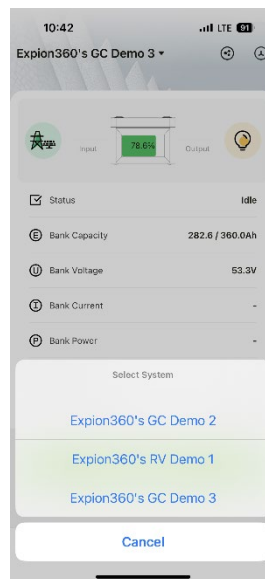 10:42 LTE 91
Expion360's GC Demo 3
Input 78.6% Output
Status Idle
E Bank Capacity 282.6 / 360.0Ah
U Bank Voltage 53.3V
I Bank Current -
P Bank Power -
Select System
Expion360's GC Demo 2
Expion360's RV Demo 1
Expion360's GC Demo 3
Cancel